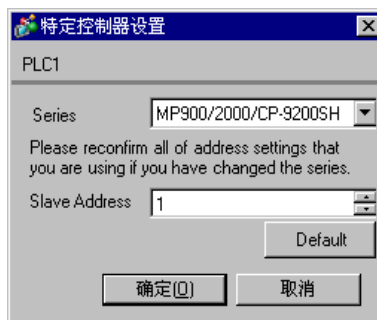 特定控制器设置
PLC1
Series MP900/2000/CP-9200SH
Please reconfirm all of address settings that
you are using if you have changed the series.
Slave Address 1
Default
确定(O) 取消